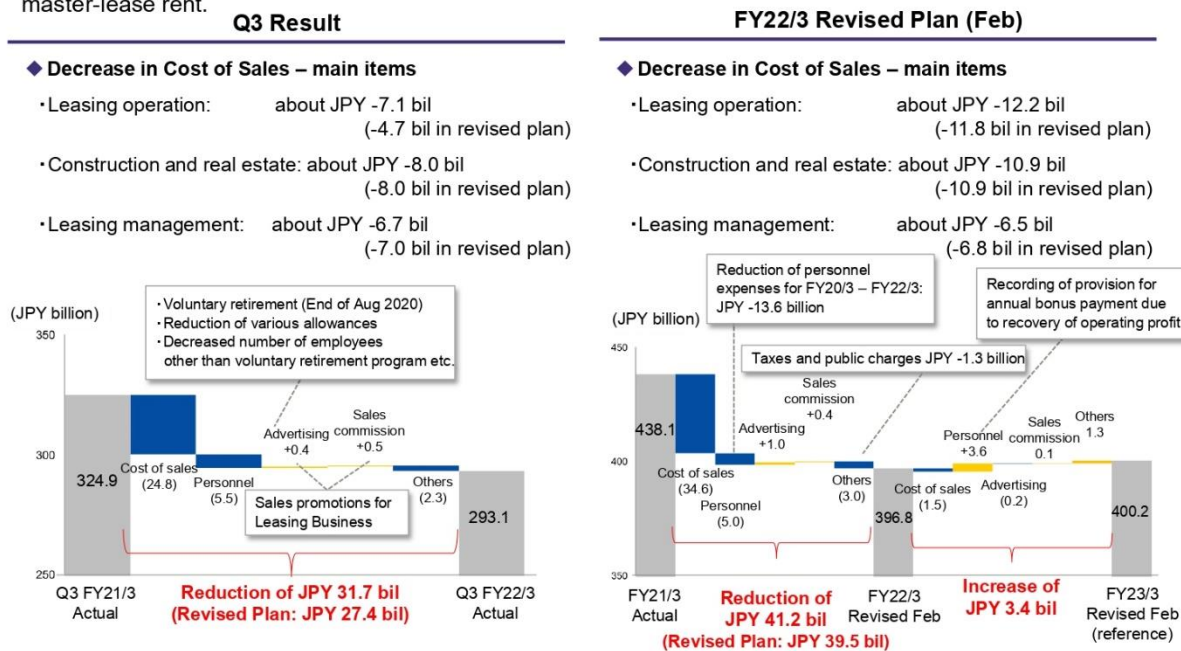 master-lease rent.
Q3 Result
◆ Decrease in Cost of Sales – main items
・Leasing operation: about JPY -7.1 bil
(-4.7 bil in revised plan)
・Construction and real estate: about JPY -8.0 bil
(-8.0 bil in revised plan)
・Leasing management: about JPY -6.7 bil
(-7.0 bil in revised plan)
・Voluntary retirement (End of Aug 2020)
・Reduction of various allowances
・Decreased number of employees
other than voluntary retirement program etc.
(JPY billion)
350
300
250
324.9
Cost of sales
(24.8)
Personnel
(5.5)
Advertising
+0.4
Sales
commission
+0.5
Others
(2.3)
293.1
Sales promotions for
Leasing Business
Q3 FY21/3
Actual
Reduction of JPY 31.7 bil
(Revised Plan: JPY 27.4 bil)
Q3 FY22/3
Actual
FY22/3 Revised Plan (Feb)
◆ Decrease in Cost of Sales – main items
・Leasing operation: about JPY -12.2 bil
(-11.8 bil in revised plan)
・Construction and real estate: about JPY -10.9 bil
(-10.9 bil in revised plan)
・Leasing management: about JPY -6.5 bil
(-6.8 bil in revised plan)
Reduction of personnel
expenses for FY20/3 – FY22/3:
JPY -13.6 billion
Recording of provision for
annual bonus payment due
to recovery of operating profit
Taxes and public charges JPY -1.3 billion
(JPY billion)
450
400
350
438.1
Cost of sales
(34.6)
Personnel
(5.0)
Advertising
+1.0
Sales
commission
+0.4
Others
(3.0)
396.8
Cost of sales
(1.5)
Personnel
+3.6
Advertising
(0.2)
Sales
commission
0.1
Others
1.3
400.2
FY21/3
Actual
Reduction of
JPY 41.2 bil
(Revised Plan: JPY 39.5 bil)
FY22/3
Revised Feb
Increase of
JPY 3.4 bil
FY23/3
Revised Feb
(reference)